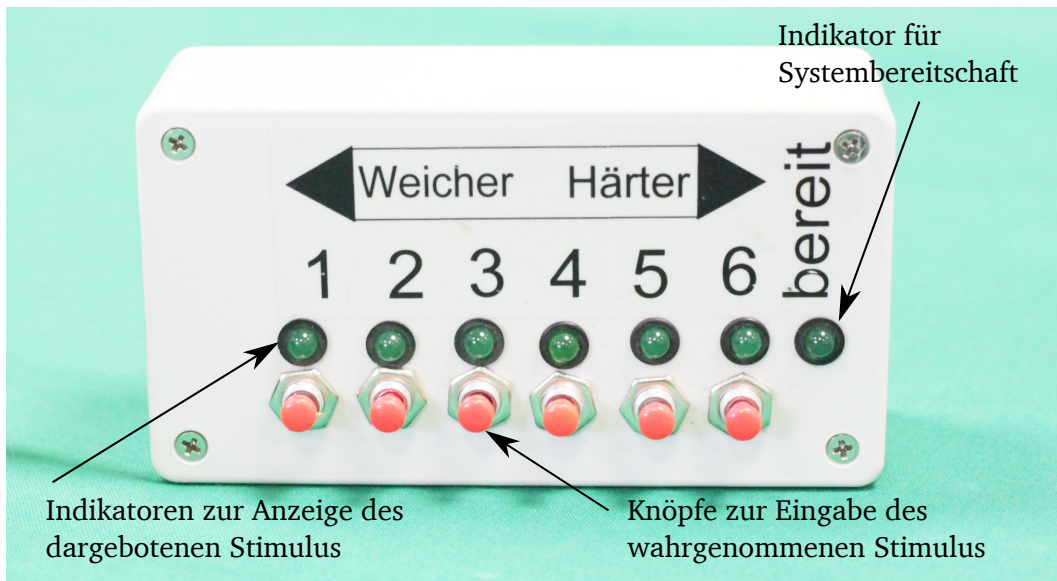 Indikator für
Systembereitschaft
Weicher Härter
bereit
1 2 3 4 5 6
Indikatoren zur Anzeige des
dargebotenen Stimulus
Knöpfe zur Eingabe des
wahrgenommenen Stimulus